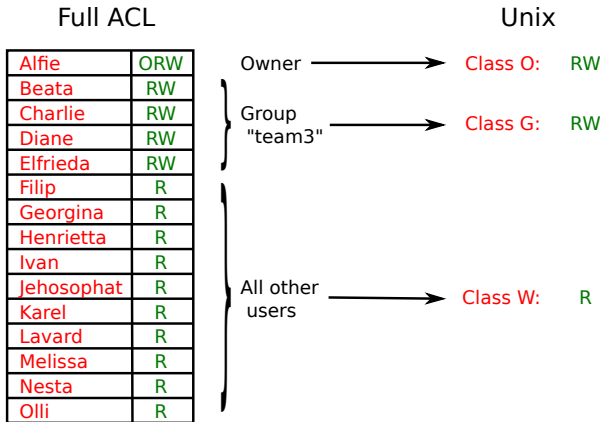 Full ACL
Unix
Alfie ORW Owner Class O: RW
Beata RW
Charlie RW Group
Diane RW "team3" Class G: RW
Elfrieda RW
Filip R
Georgina R
Henrietta R
Ivan R
Jehosophat R All other
Karel R users Class W: R
Lavard R
Melissa R
Nesta R
Olli R